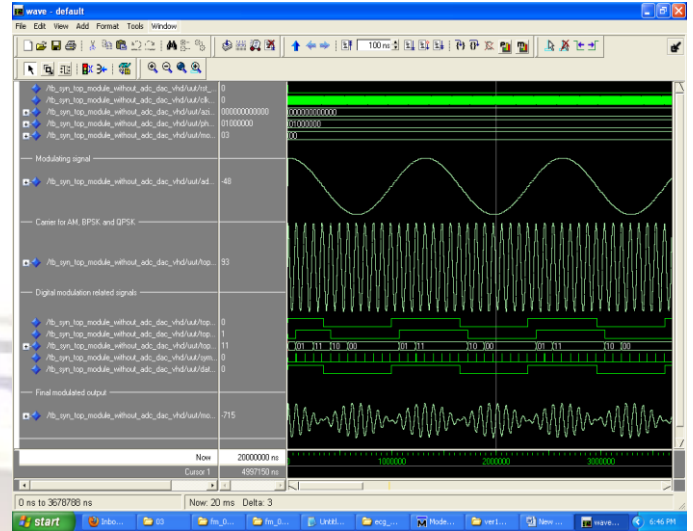 wave - default
File Edit View Add Format Tools Window
100 ns
/tb_syn_top_module_without_adc_dac_vhd/uut/rst_... 0
/tb_syn_top_module_without_adc_dac_vhd/uut/clk... 0
/tb_syn_top_module_without_adc_dac_vhd/uut/azi... 000000000000 000000000000
/tb_syn_top_module_without_adc_dac_vhd/uut/ph... 01000000 01000000
/tb_syn_top_module_without_adc_dac_vhd/uut/mo... 03 00
Modulating signal
/tb_syn_top_module_without_adc_dac_vhd/uut/ad... -48
Carrier for AM, BPSK and QPSK
/tb_syn_top_module_without_adc_dac_vhd/uut/top... 93
Digital modulation related signals
/tb_syn_top_module_without_adc_dac_vhd/uut/top... 0
/tb_syn_top_module_without_adc_dac_vhd/uut/top... 1
/tb_syn_top_module_without_adc_dac_vhd/uut/top... 11 01 11 10 00 01 11 10 00 01 11 10 00
/tb_syn_top_module_without_adc_dac_vhd/uut/sym... 0
/tb_syn_top_module_without_adc_dac_vhd/uut/dat... 0
Final modulated output
/tb_syn_top_module_without_adc_dac_vhd/uut/mo... -715
Now 20000000 ns 1000000 2000000 3000000
Cursor 1 4997150 ns
0 ns to 3678788 ns Now: 20 ms Delta: 3
start Inbo... 03 fm_0... fm_0... Untitl... ecg_... Mode... ver1... New ... wave... 6:46 PM